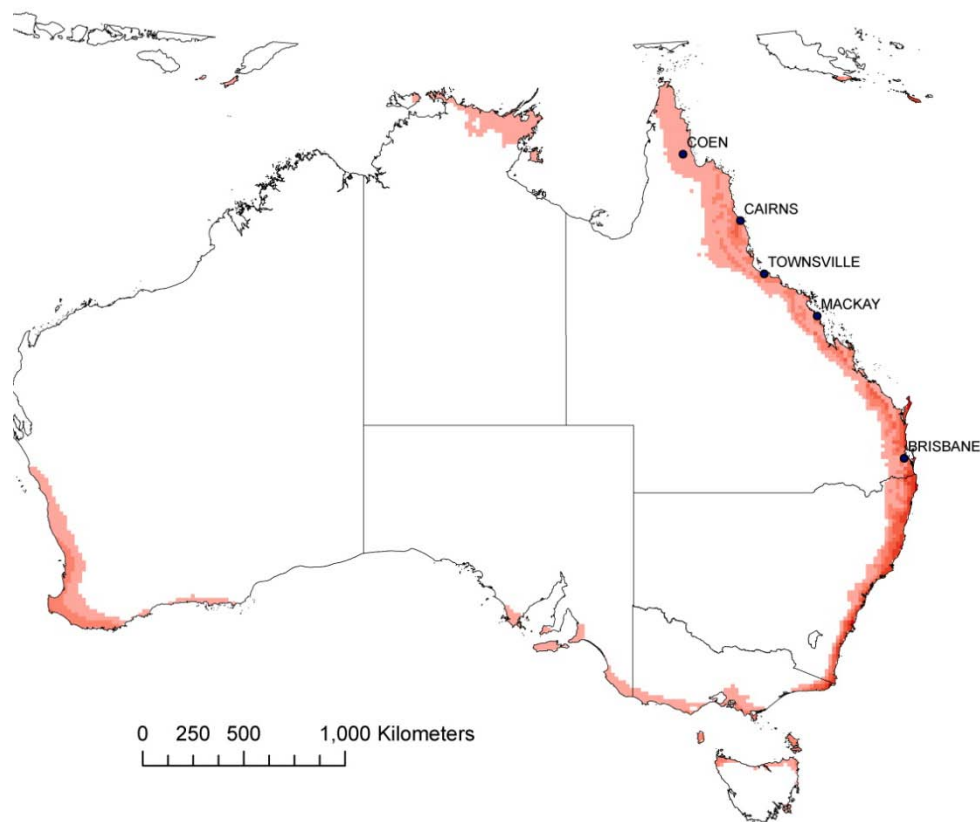 COEN
CAIRNS
TOWNSVILLE
MACKAY
BRISBANE
0 250 500 1,000 Kilometers